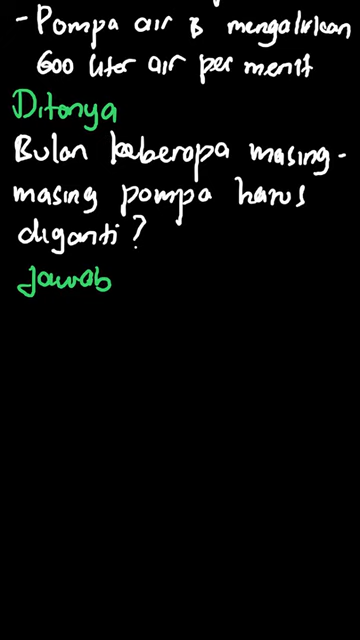 - Pompa air B mengalirkan
600 liter air per menit
Ditanya
Bulan keberapa masing-
masing pompa harus
diganti?
Jawab